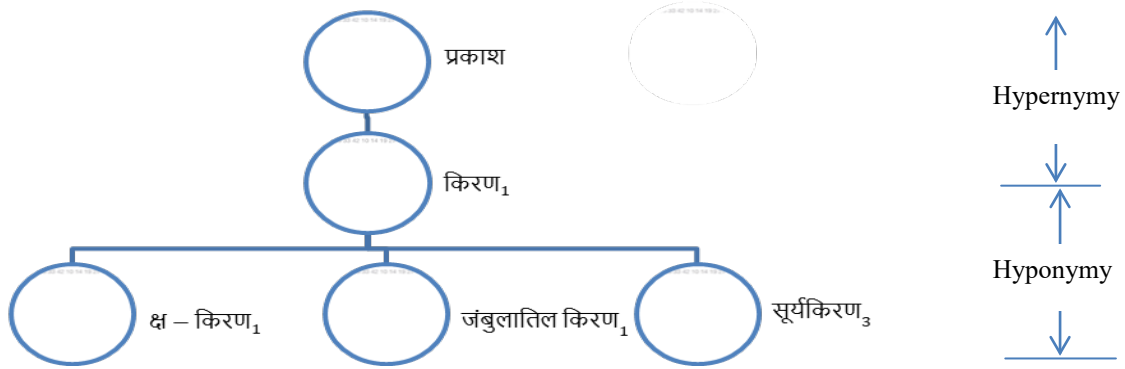 प्रकाश
Hypernymy
किरण₁
Hyponymy
क्ष – किरण₁
जंबुलातिल किरण₁
सूर्यकिरण₃